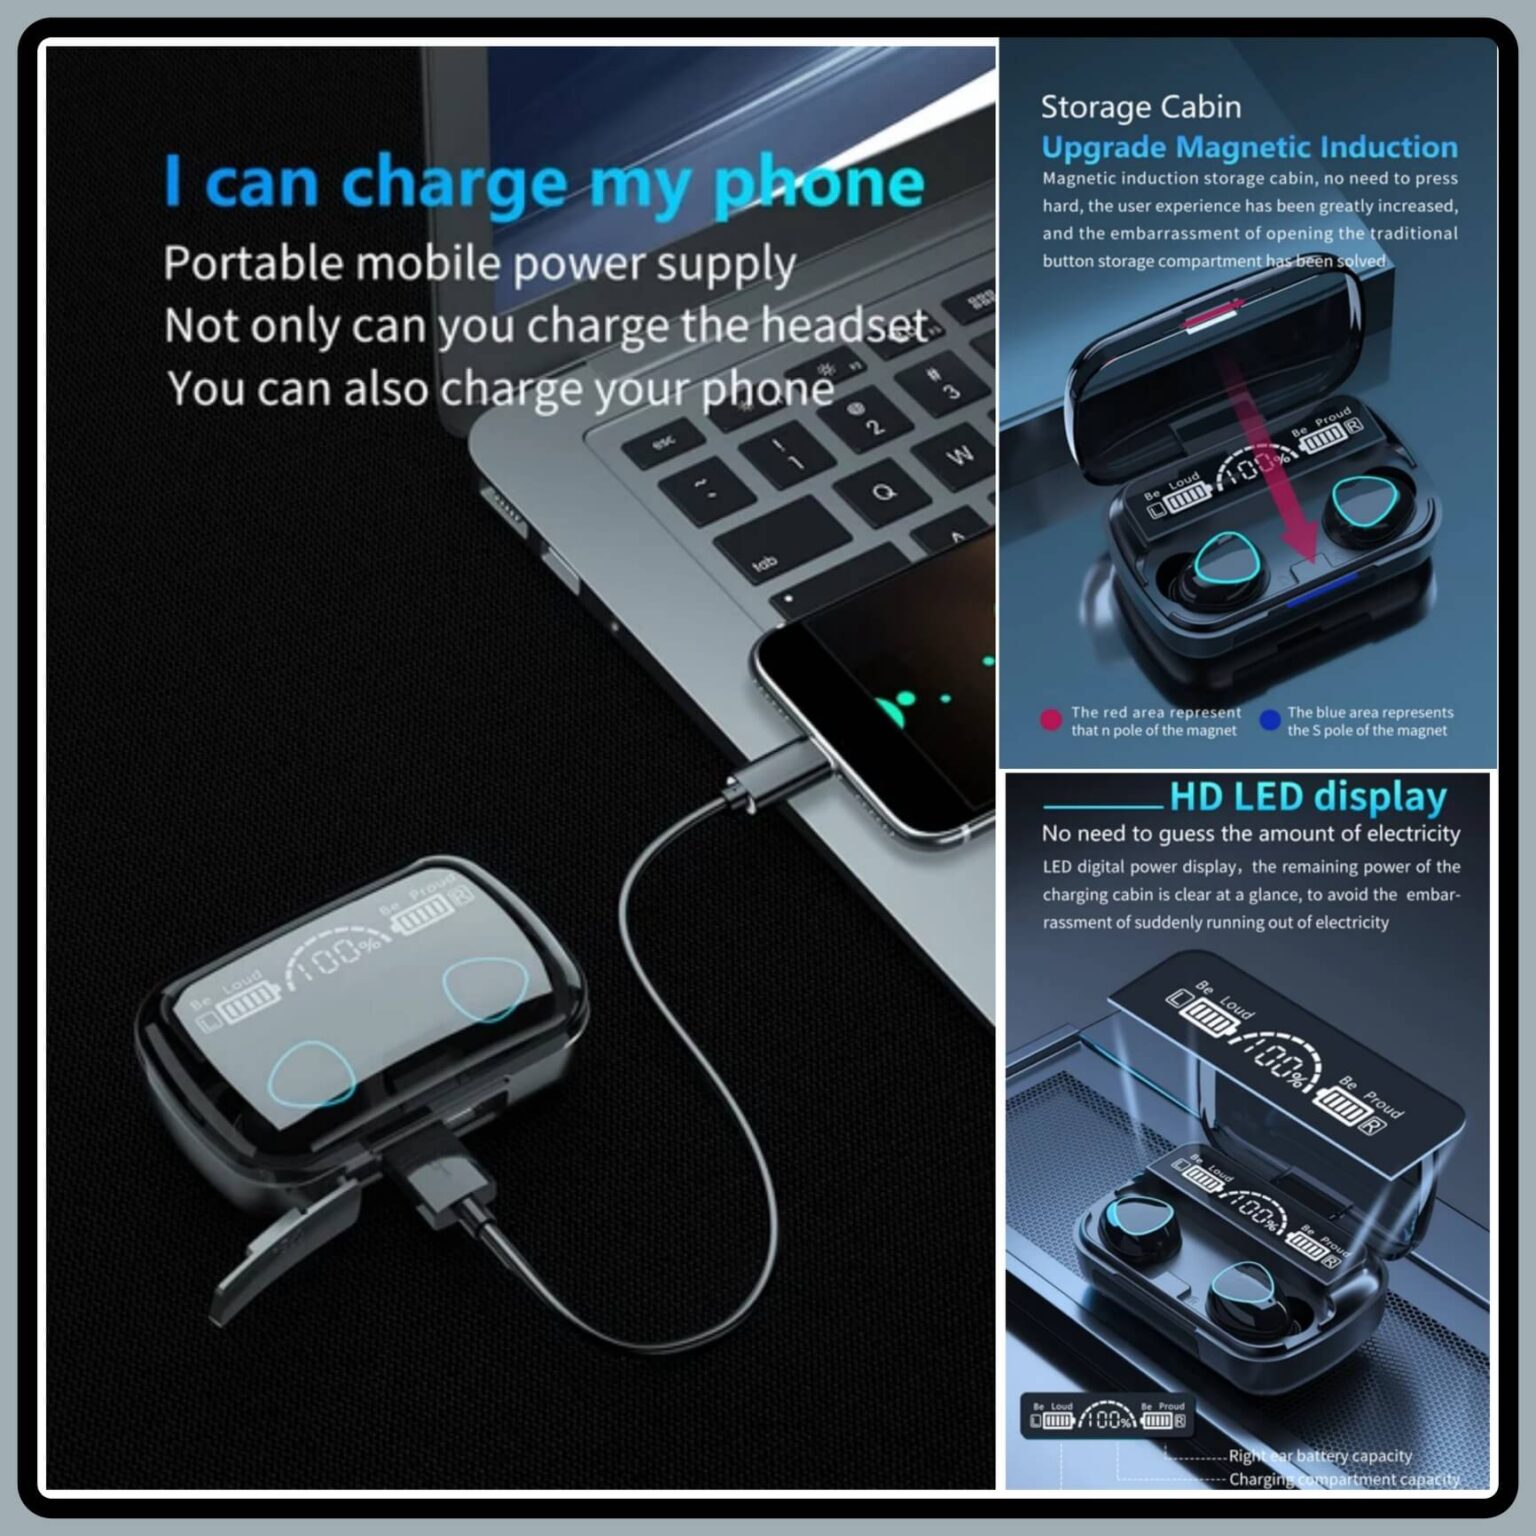 I can charge my phone
Portable mobile power supply
Not only can you charge the headset
You can also charge your phone
esc
! 1
2
# 3
Q
W
tab
Be Loud
Be Proud
L
100%
R
Storage Cabin
Upgrade Magnetic Induction
Magnetic induction storage cabin, no need to press
hard, the user experience has been greatly increased,
and the embarrassment of opening the traditional
button storage compartment has been solved
Be Loud
Be Proud
L
100%
R
The red area represent
that n pole of the magnet
The blue area represents
the S pole of the magnet
HD LED display
No need to guess the amount of electricity
LED digital power display, the remaining power of the
charging cabin is clear at a glance, to avoid the embar-
rassment of suddenly running out of electricity
Be Loud
L
100%
Be Proud
R
Be Loud
L
100%
Be Proud
R
Be Loud
Be Proud
L
100%
R
Right ear battery capacity
Charging compartment capacity